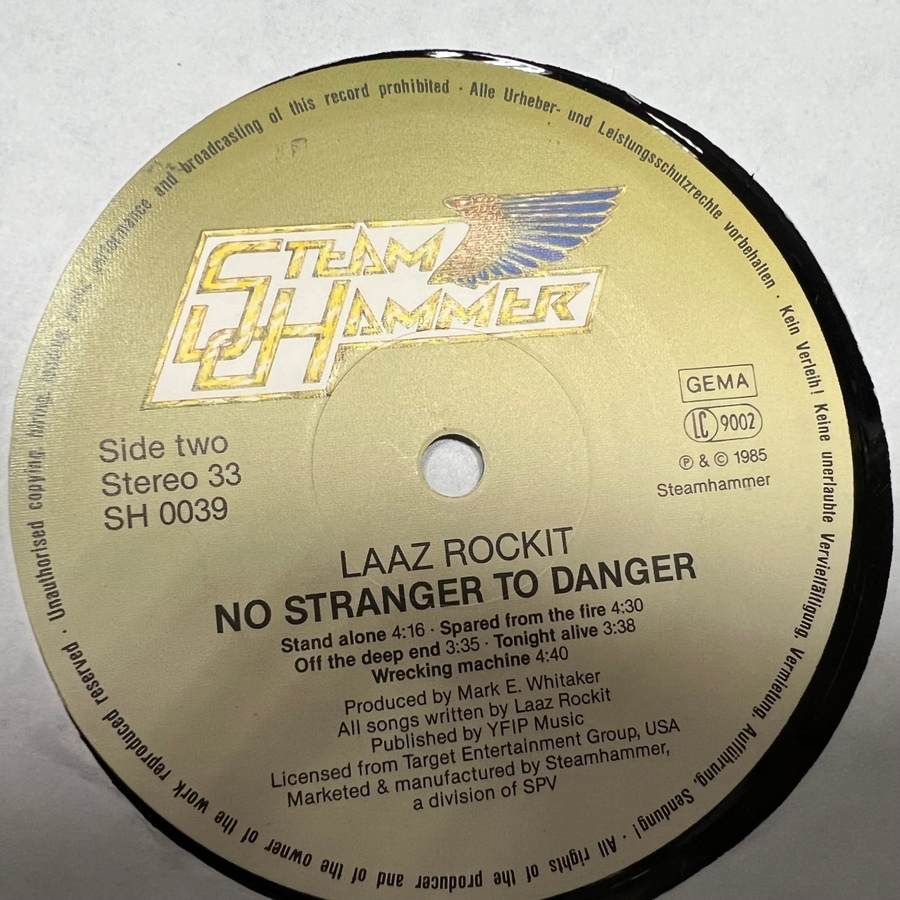 STEAM
HAMMER
Side two
Stereo 33
SH 0039
GEMA
LC 9002
℗ & © 1985
Steamhammer
LAAZ ROCKIT
NO STRANGER TO DANGER
Stand alone 4:16 · Spared from the fire 4:30
Off the deep end 3:35 · Tonight alive 3:38
Wrecking machine 4:40
Produced by Mark E. Whitaker
All songs written by Laaz Rockit
Published by YFIP Music
Licensed from Target Entertainment Group, USA
Marketed & manufactured by Steamhammer,
a division of SPV
· All rights of the producer and of the owner of the work reproduced reserved · Unauthorised copying, hiring, lending, public performance and broadcasting of this record prohibited · Alle Urheber- und Leistungsschutzrechte vorbehalten · Kein Verleih! Keine unerlaubte Vervielfältigung, Vermietung, Aufführung, Sendung!